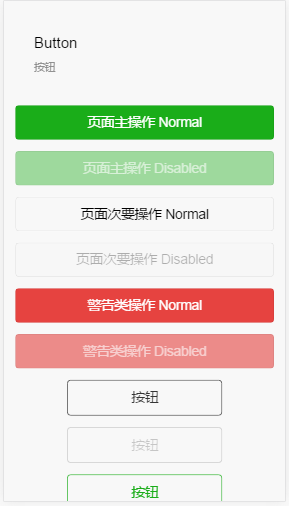 Button
按钮
页面主操作 Normal
页面主操作 Disabled
页面次要操作 Normal
页面次要操作 Disabled
警告类操作 Normal
警告类操作 Disabled
按钮
按钮
按钮